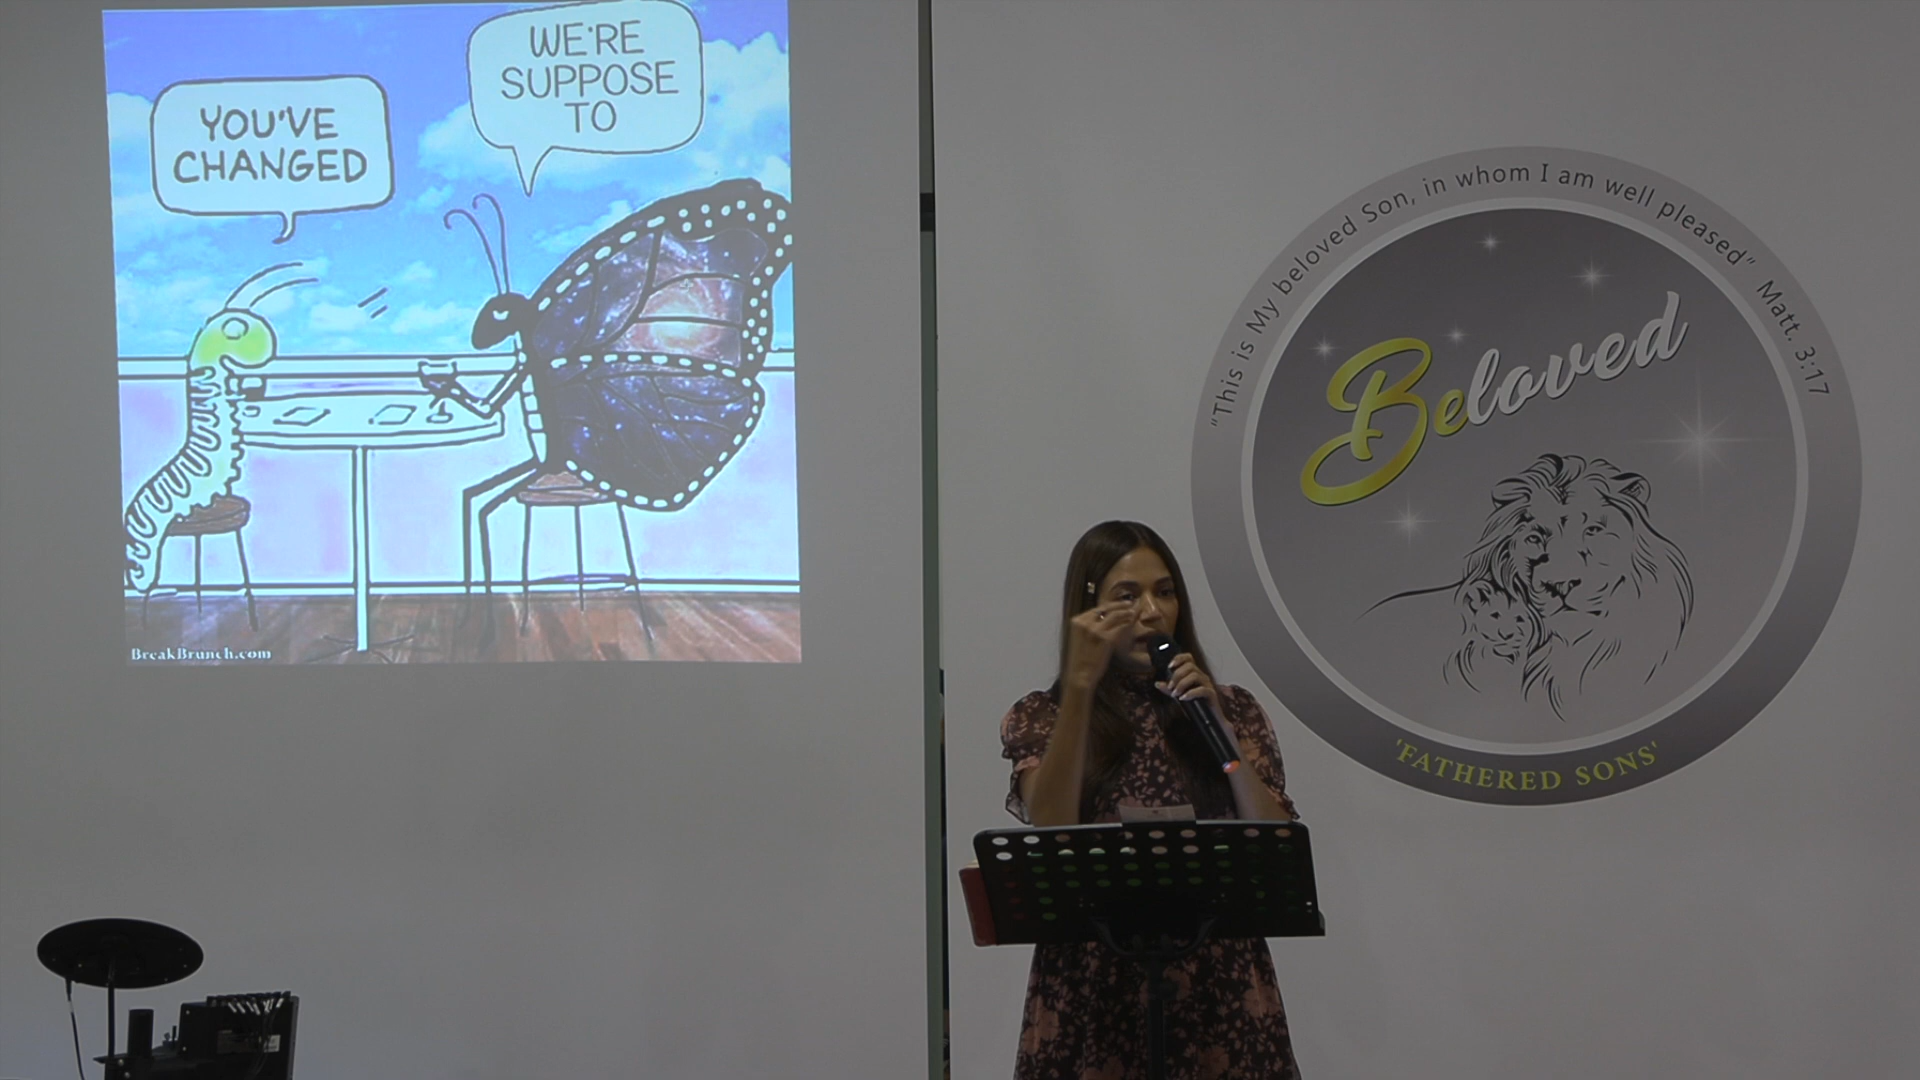 YOU'VE
CHANGED
WE'RE
SUPPOSE
TO
BreakBrunch.com
"This is My beloved Son, in whom I am well pleased" Matt. 3:17
Beloved
'FATHERED SONS'